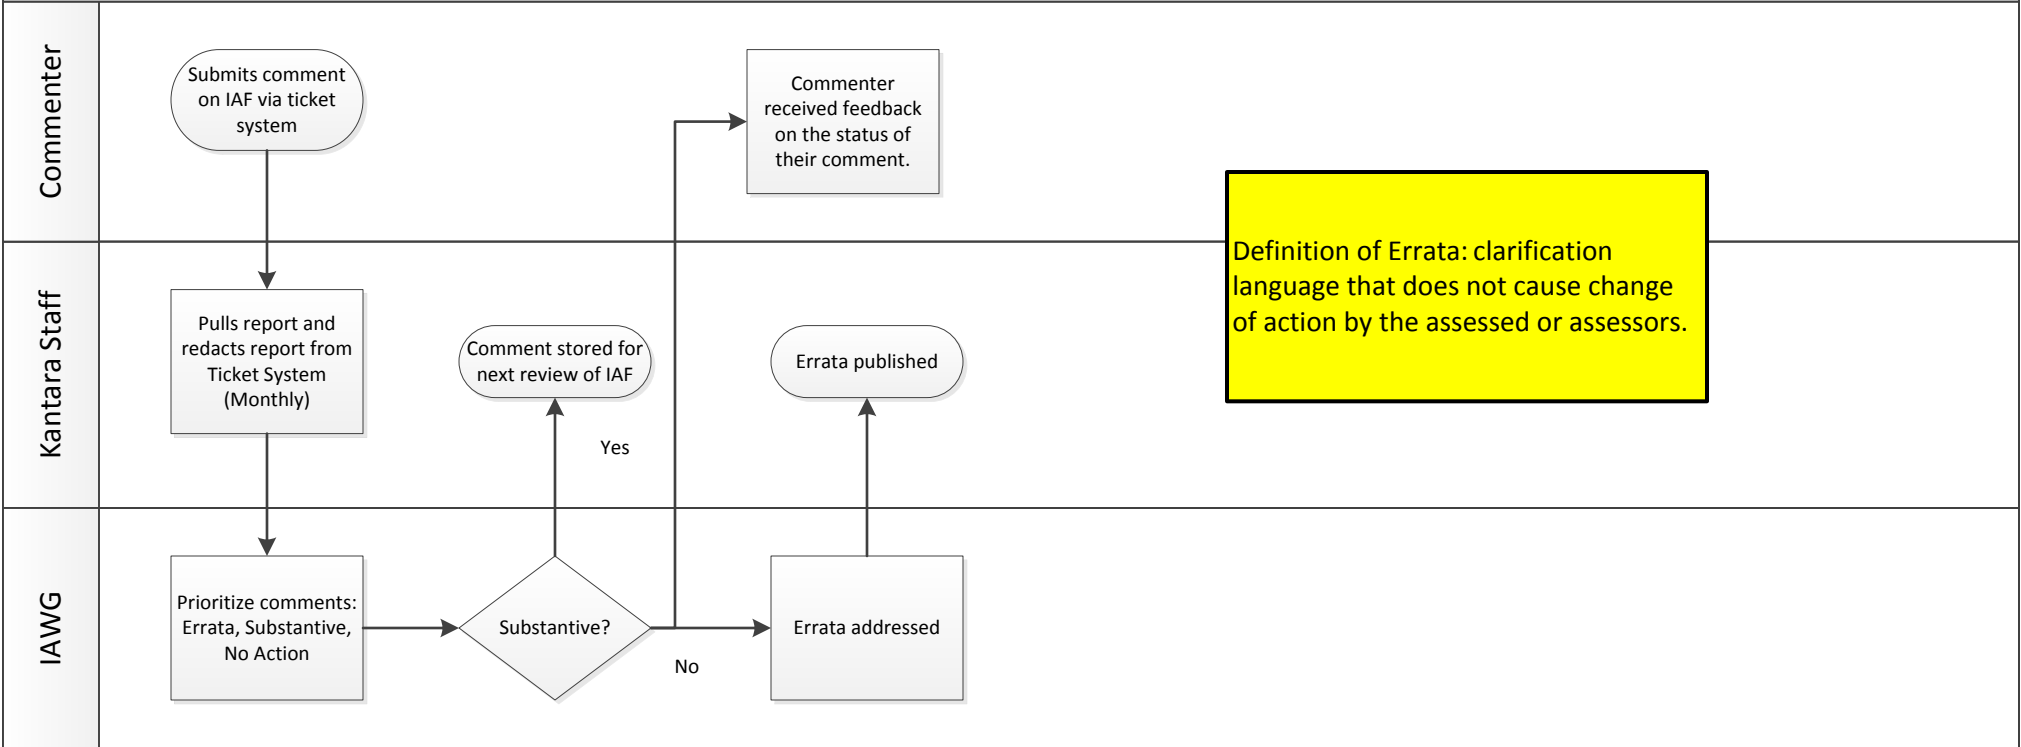 Commenter
Submits comment
on IAF via ticket
system
Commenter
received feedback
on the status of
their comment.
Definition of Errata: clarification
language that does not cause change
of action by the assessed or assessors.
Kantara Staff
Pulls report and
redacts report from
Ticket System
(Monthly)
Comment stored for
next review of IAF
Errata published
Yes
IAWG
Prioritize comments:
Errata, Substantive,
No Action
Substantive?
Errata addressed
No